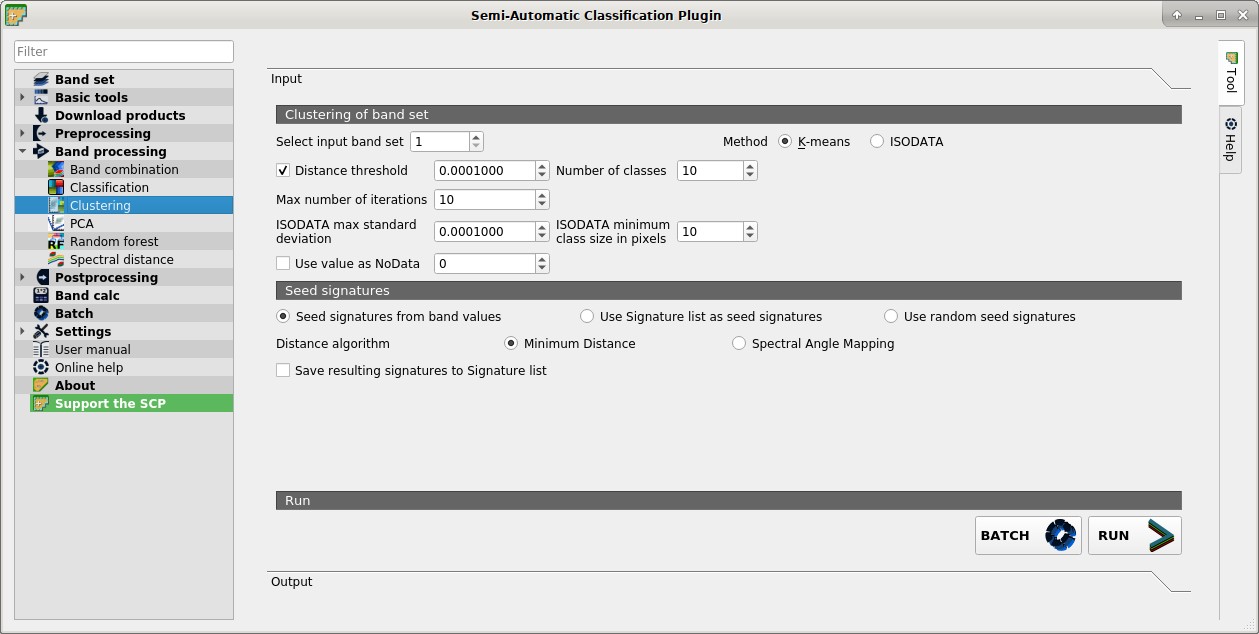 Semi-Automatic Classification Plugin
Filter
Band set
Basic tools
Download products
Preprocessing
Band processing
Band combination
Classification
Clustering
PCA
RF Random forest
Spectral distance
Postprocessing
Band calc
Batch
Settings
User manual
Online help
About
Support the SCP
Input
Clustering of band set
Select input band set 1 Method K-means ISODATA
Distance threshold 0.0001000 Number of classes 10
Max number of iterations 10
ISODATA max standard
deviation 0.0001000 ISODATA minimum
class size in pixels 10
Use value as NoData 0
Seed signatures
Seed signatures from band values Use Signature list as seed signatures Use random seed signatures
Distance algorithm Minimum Distance Spectral Angle Mapping
Save resulting signatures to Signature list
Run
BATCH RUN
Output
Tool
Help